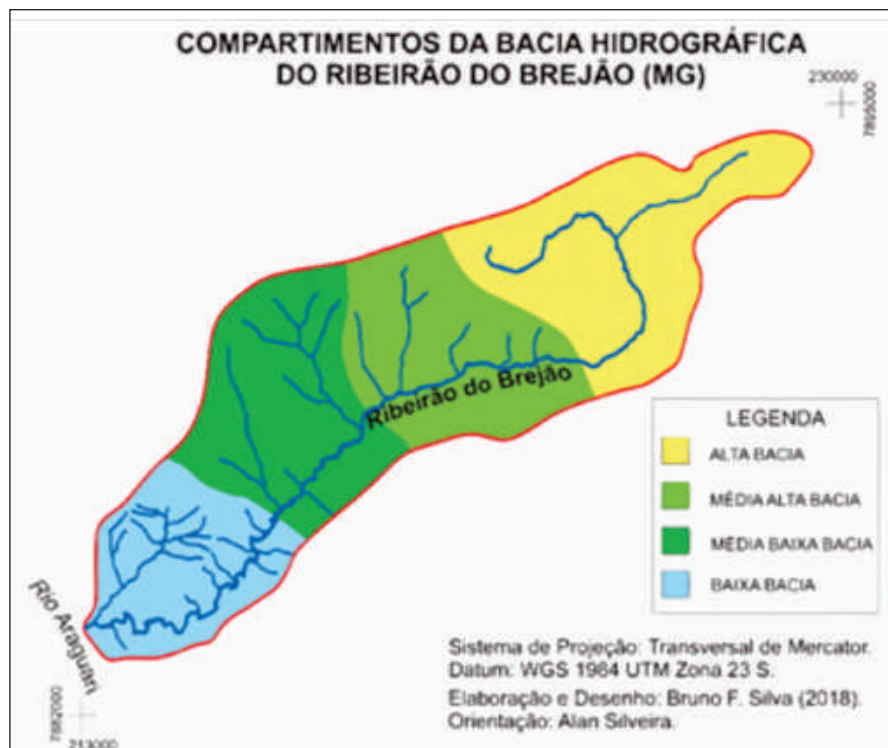 COMPARTIMENTOS DA BACIA HIDROGRÁFICA
DO RIBEIRÃO DO BREJÃO (MG)
230000
7895000
Ribeirão do Brejão
LEGENDA
ALTA BACIA
MÉDIA ALTA BACIA
MÉDIA BAIXA BACIA
BAIXA BACIA
Rio Araguari
Sistema de Projeção: Transversal de Mercator.
Datum: WGS 1984 UTM Zona 23 S.
Elaboração e Desenho: Bruno F. Silva (2018).
Orientação: Alan Silveira.
7882000
213000